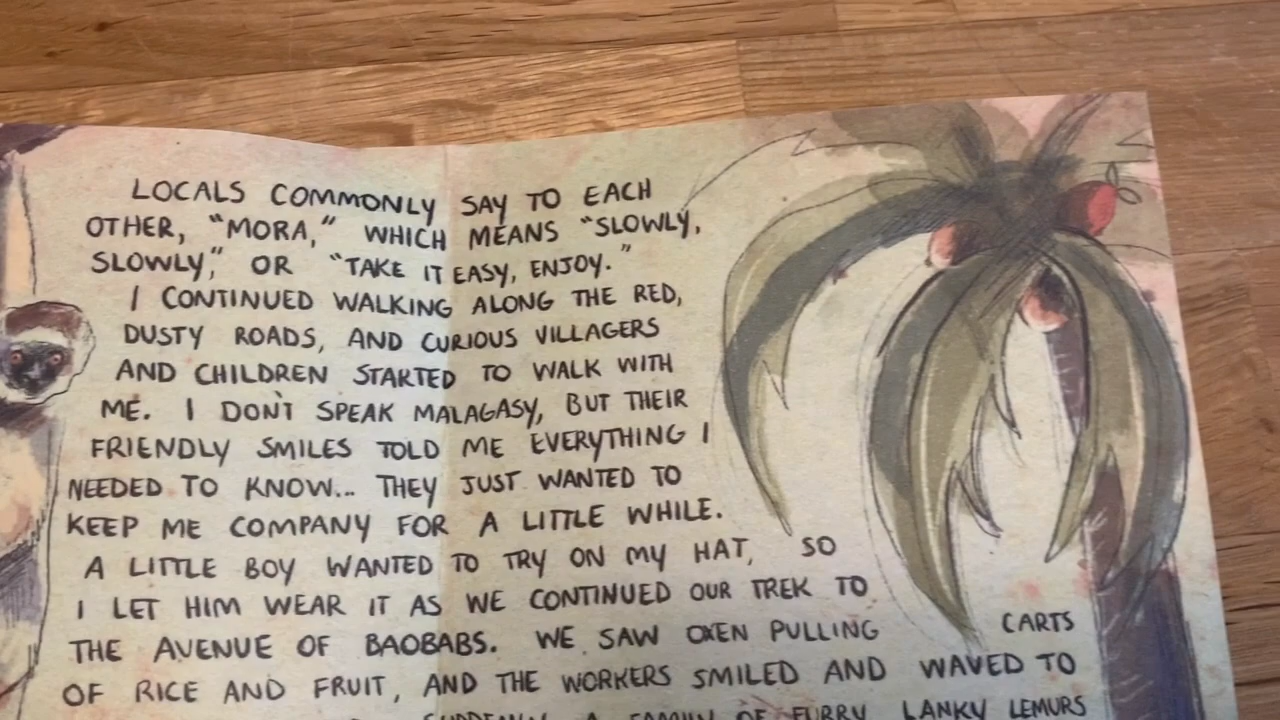 LOCALS COMMONLY SAY TO EACH
OTHER, "MORA," WHICH MEANS "SLOWLY,
SLOWLY," OR "TAKE IT EASY, ENJOY."
I CONTINUED WALKING ALONG THE RED,
DUSTY ROADS, AND CURIOUS VILLAGERS
AND CHILDREN STARTED TO WALK WITH
ME. I DON'T SPEAK MALAGASY, BUT THEIR
FRIENDLY SMILES TOLD ME EVERYTHING I
NEEDED TO KNOW... THEY JUST WANTED TO
KEEP ME COMPANY FOR A LITTLE WHILE.
A LITTLE BOY WANTED TO TRY ON MY HAT, SO
I LET HIM WEAR IT AS WE CONTINUED OUR TREK TO
THE AVENUE OF BAOBABS. WE SAW OXEN PULLING CARTS
OF RICE AND FRUIT, AND THE WORKERS SMILED AND WAVED TO
SUDDENLY A FAMILY OF FURRY LANKY LEMURS